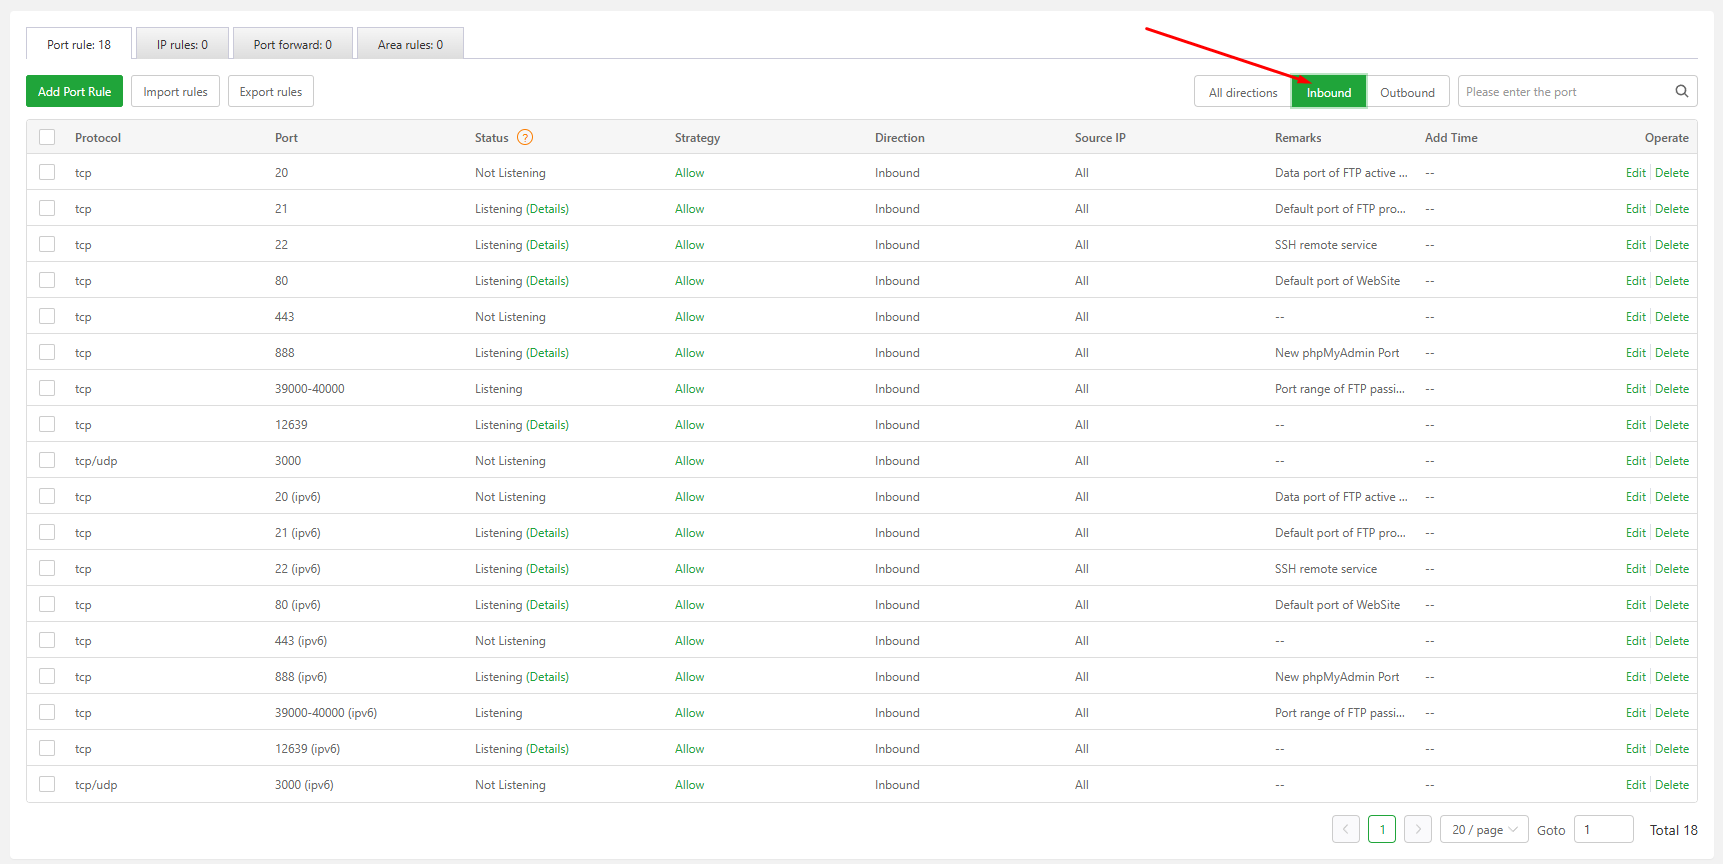 Port rule: 18 IP rules: 0 Port forward: 0 Area rules: 0
Add Port Rule Import rules Export rules All directions Inbound Outbound Please enter the port
Protocol Port Status ? Strategy Direction Source IP Remarks Add Time Operate
tcp 20 Not Listening Allow Inbound All Data port of FTP active ... -- Edit Delete
tcp 21 Listening (Details) Allow Inbound All Default port of FTP pro... -- Edit Delete
tcp 22 Listening (Details) Allow Inbound All SSH remote service -- Edit Delete
tcp 80 Listening (Details) Allow Inbound All Default port of WebSite -- Edit Delete
tcp 443 Not Listening Allow Inbound All -- -- Edit Delete
tcp 888 Listening (Details) Allow Inbound All New phpMyAdmin Port -- Edit Delete
tcp 39000-40000 Listening Allow Inbound All Port range of FTP passi... -- Edit Delete
tcp 12639 Listening (Details) Allow Inbound All -- -- Edit Delete
tcp/udp 3000 Not Listening Allow Inbound All -- -- Edit Delete
tcp 20 (ipv6) Not Listening Allow Inbound All Data port of FTP active ... -- Edit Delete
tcp 21 (ipv6) Listening (Details) Allow Inbound All Default port of FTP pro... -- Edit Delete
tcp 22 (ipv6) Listening (Details) Allow Inbound All SSH remote service -- Edit Delete
tcp 80 (ipv6) Listening (Details) Allow Inbound All Default port of WebSite -- Edit Delete
tcp 443 (ipv6) Not Listening Allow Inbound All -- -- Edit Delete
tcp 888 (ipv6) Listening (Details) Allow Inbound All New phpMyAdmin Port -- Edit Delete
tcp 39000-40000 (ipv6) Listening Allow Inbound All Port range of FTP passi... -- Edit Delete
tcp 12639 (ipv6) Listening (Details) Allow Inbound All -- -- Edit Delete
tcp/udp 3000 (ipv6) Not Listening Allow Inbound All -- -- Edit Delete
1 20 / page Goto 1 Total 18